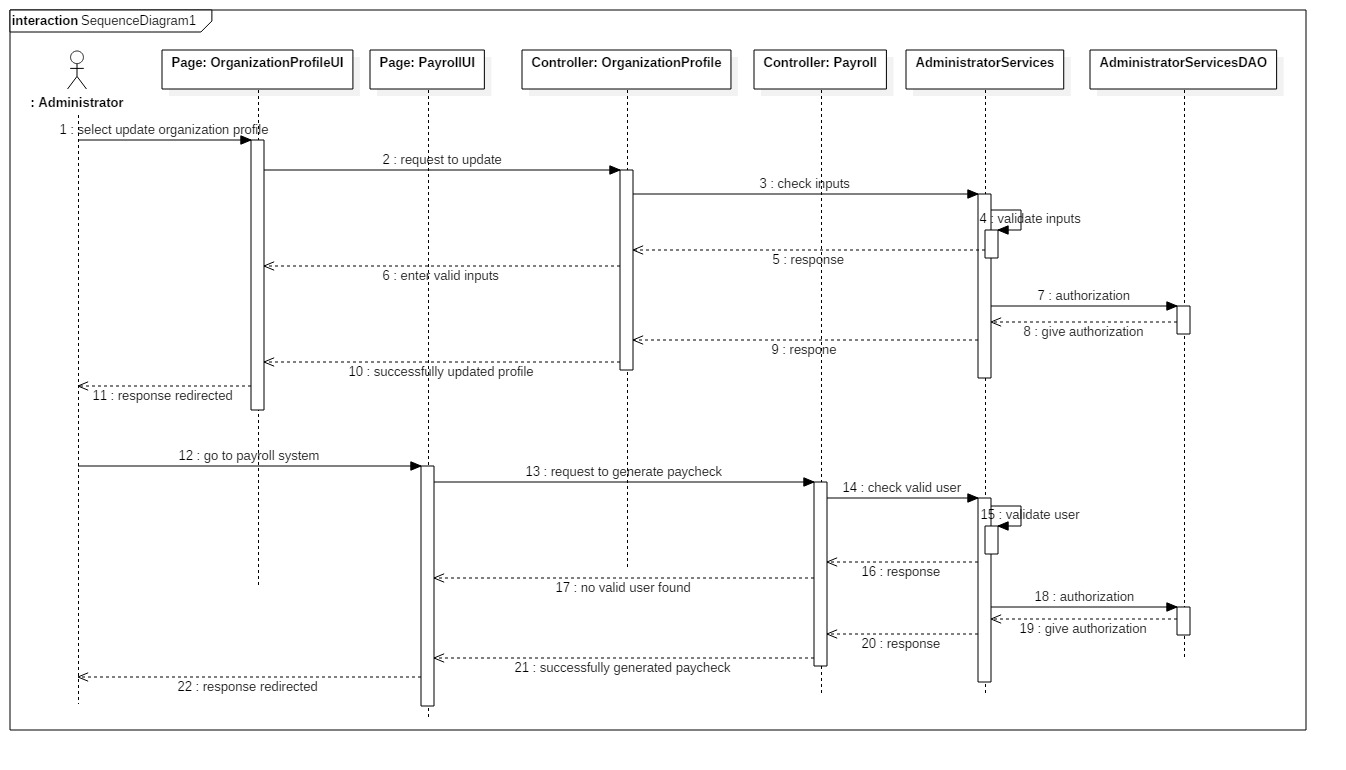 interaction SequenceDiagram1
: Administrator
Page: OrganizationProfileUI
Page: PayrollUI
Controller: OrganizationProfile
Controller: Payroll
AdministratorServices
AdministratorServicesDAO
1 : select update organization profile
2 : request to update
3 : check inputs
4 : validate inputs
5 : response
6 : enter valid inputs
7 : authorization
8 : give authorization
9 : respone
10 : successfully updated profile
11 : response redirected
12 : go to payroll system
13 : request to generate paycheck
14 : check valid user
15 : validate user
16 : response
17 : no valid user found
18 : authorization
19 : give authorization
20 : response
21 : successfully generated paycheck
22 : response redirected